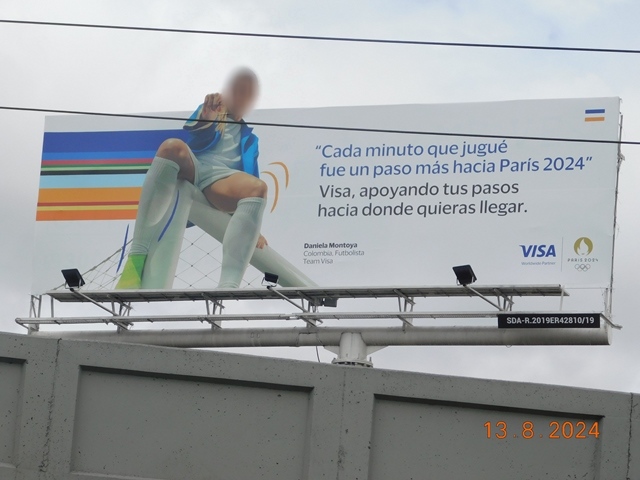 “Cada minuto que jugué
fue un paso más hacia París 2024”
Visa, apoyando tus pasos
hacia donde quieras llegar.
Daniela Montoya
Colombia, Futbolista
Team Visa
VISA
PARIS 2024
SDA-R.2019ER42810/19
13.8.2024